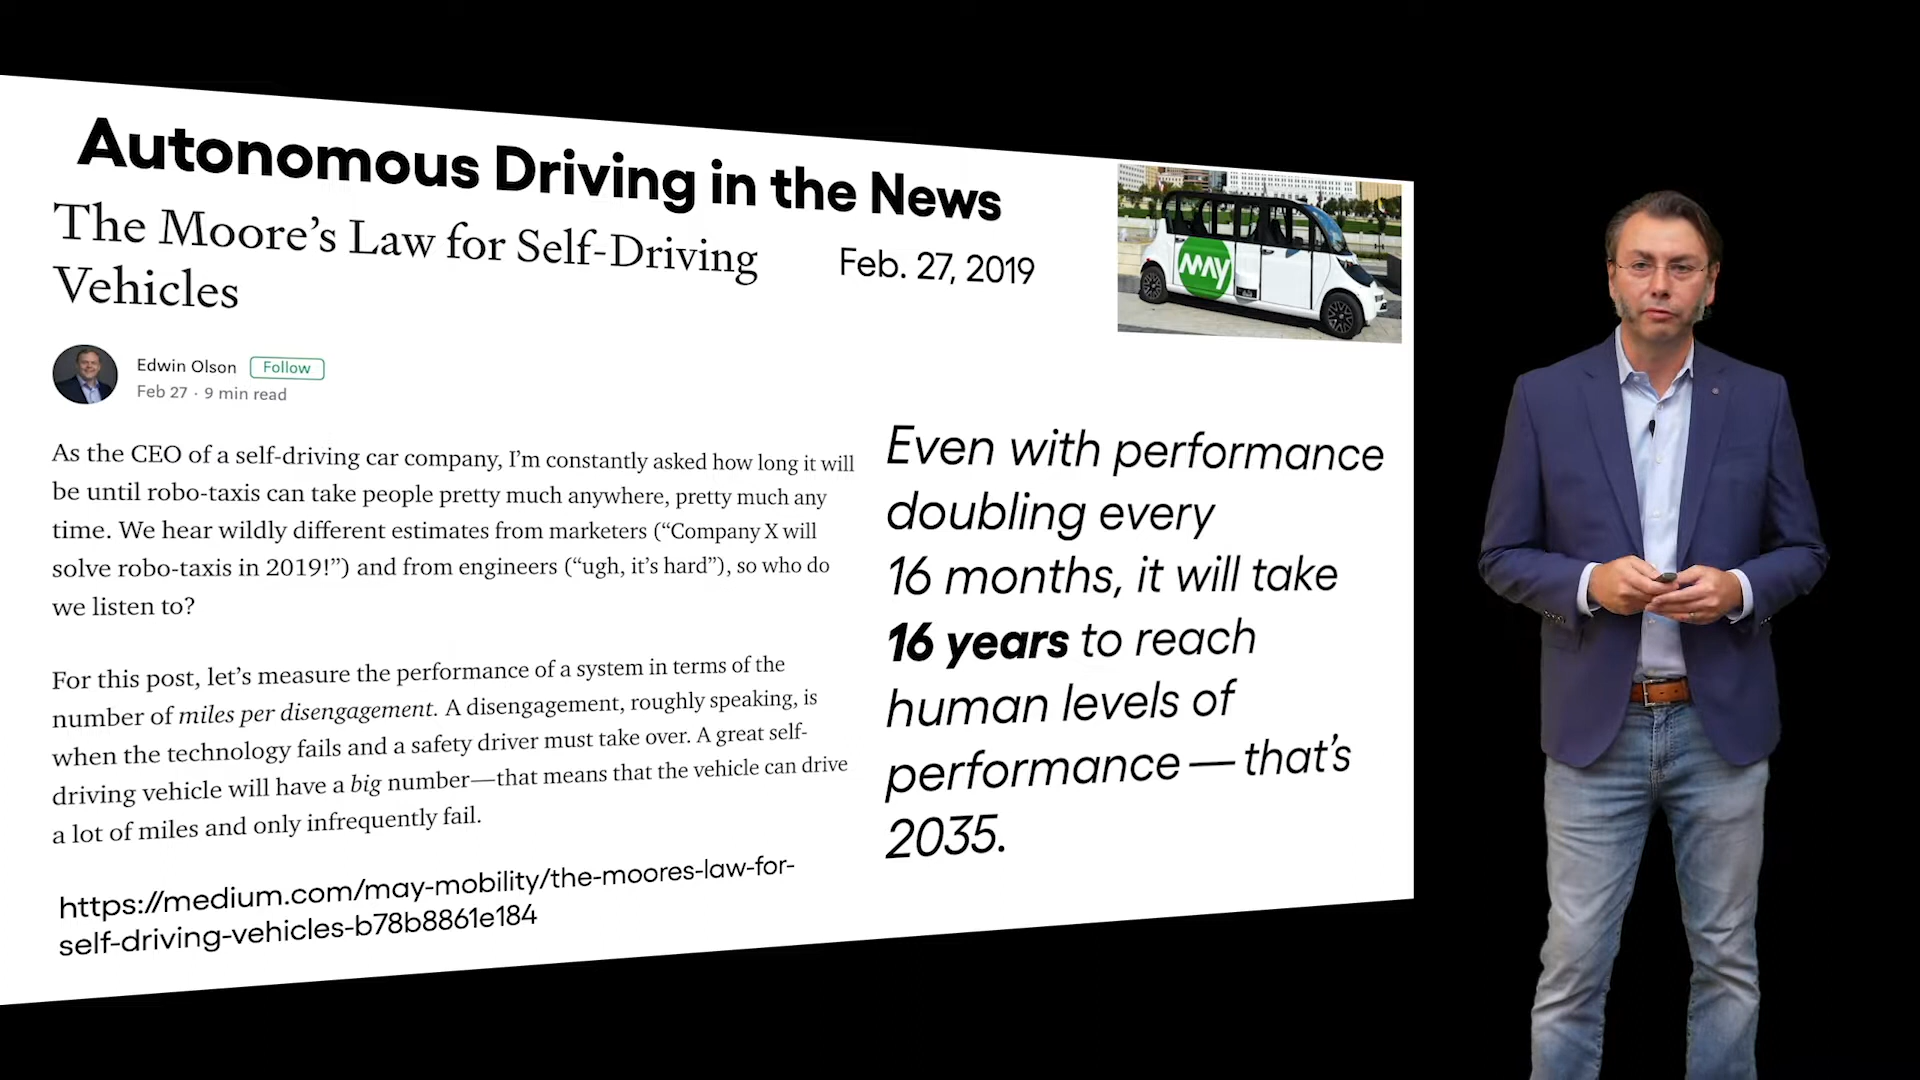 Autonomous Driving in the News
The Moore's Law for Self-Driving
Vehicles
Feb. 27, 2019
may
Edwin Olson Follow
Feb 27 · 9 min read
As the CEO of a self-driving car company, I'm constantly asked how long it will
be until robo-taxis can take people pretty much anywhere, pretty much any
time. We hear wildly different estimates from marketers (“Company X will
solve robo-taxis in 2019!”) and from engineers (“ugh, it's hard”), so who do
we listen to?
For this post, let's measure the performance of a system in terms of the
number of miles per disengagement. A disengagement, roughly speaking, is
when the technology fails and a safety driver must take over. A great self-
driving vehicle will have a big number—that means that the vehicle can drive
a lot of miles and only infrequently fail.
https://medium.com/may-mobility/the-moores-law-for-
self-driving-vehicles-b78b8861e184
Even with performance
doubling every
16 months, it will take
16 years to reach
human levels of
performance — that's
2035.